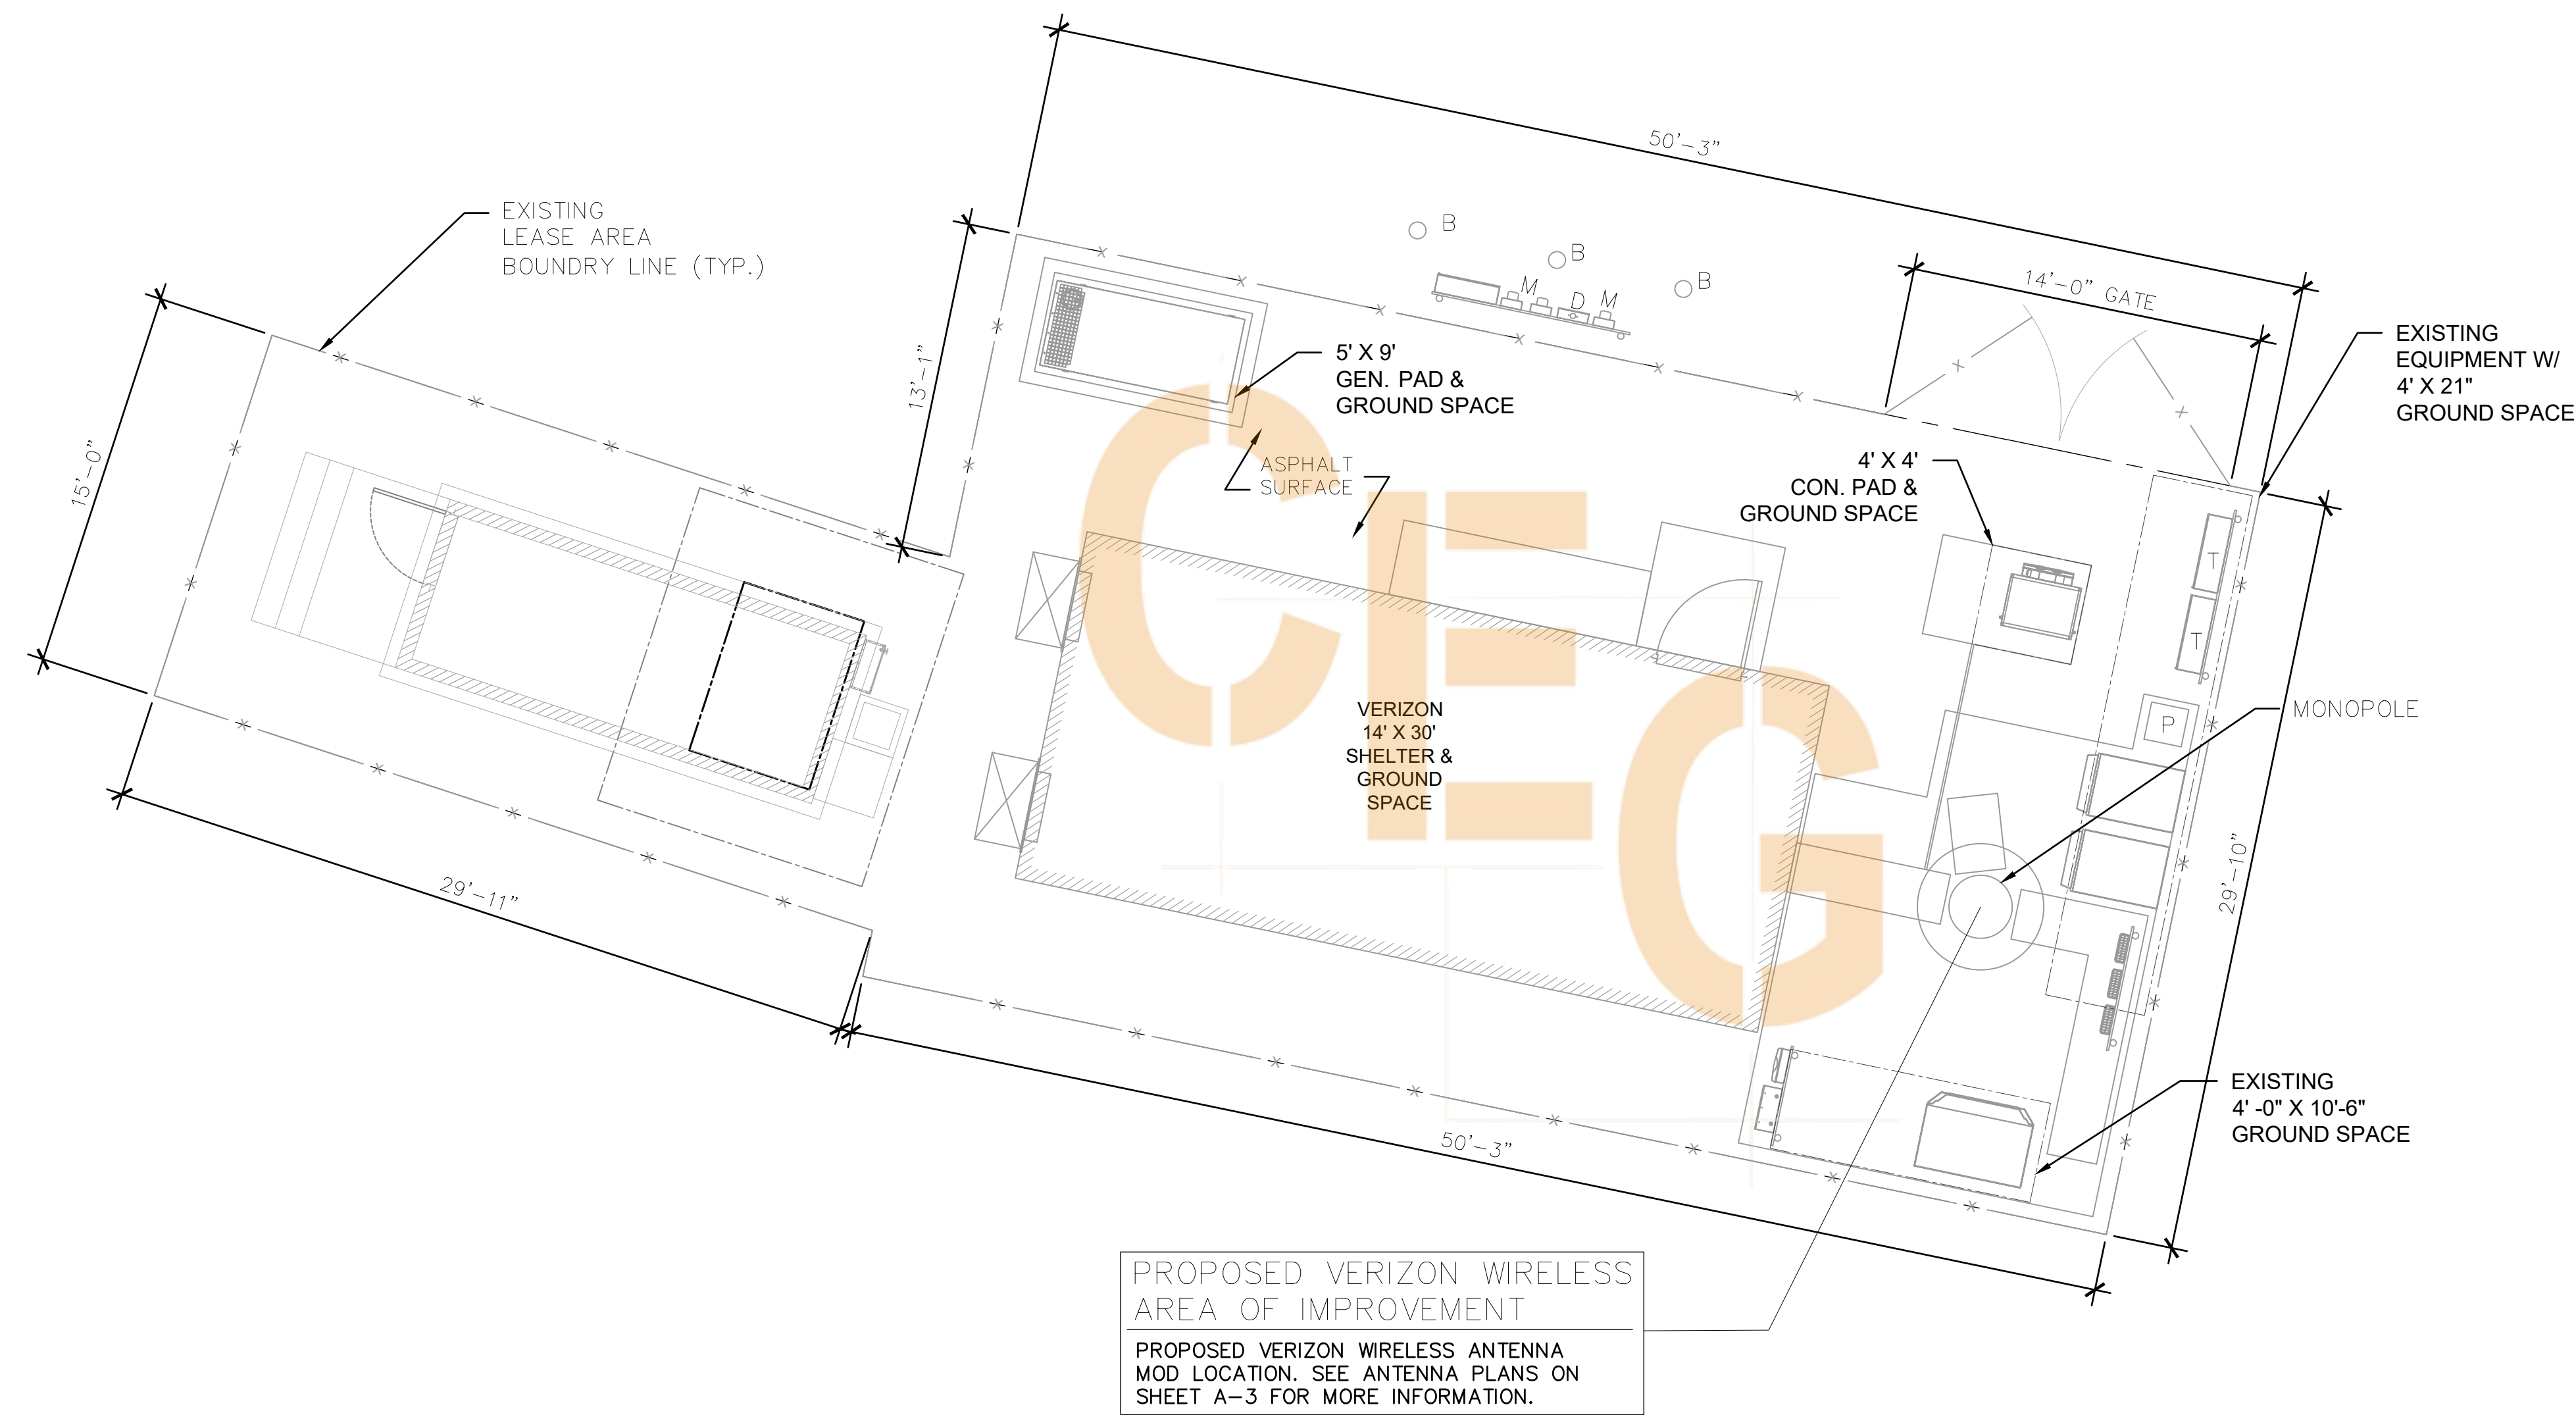 50'-3"
EXISTING
LEASE AREA
BOUNDRY LINE (TYP.)
B
B
B
M
D
M
14'-0" GATE
EXISTING
EQUIPMENT W/
4' X 21"
GROUND SPACE
5' X 9'
GEN. PAD &
GROUND SPACE
13'-1"
15'-0"
ASPHALT
SURFACE
4' X 4'
CON. PAD &
GROUND SPACE
T
T
P
MONOPOLE
CEG
VERIZON
14' X 30'
SHELTER &
GROUND
SPACE
29'-11"
29'-10"
EXISTING
4' -0" X 10'-6"
GROUND SPACE
50'-3"
PROPOSED VERIZON WIRELESS
AREA OF IMPROVEMENT
PROPOSED VERIZON WIRELESS ANTENNA
MOD LOCATION. SEE ANTENNA PLANS ON
SHEET A-3 FOR MORE INFORMATION.